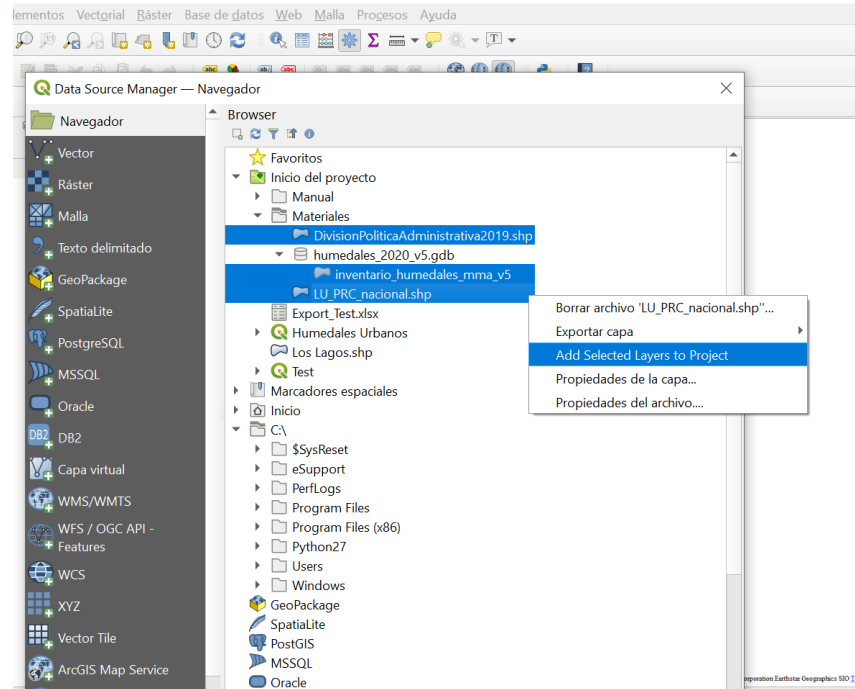 Vectorial Ráster Base de datos Web Malla Procesos Ayuda
Data Source Manager — Navegador
Navegador
Vector
Ráster
Malla
Texto delimitado
GeoPackage
SpatiaLite
PostgreSQL
MSSQL
Oracle
DB2
DB2
Capa virtual
WMS/WMTS
WFS / OGC API -
Features
WCS
XYZ
Vector Tile
ArcGIS Map Service
Browser
Favoritos
Inicio del proyecto
Manual
Materiales
DivisionPoliticaAdministrativa2019.shp
humedales_2020_v5.gdb
inventario_humedales_mma_v5
LU_PRC_nacional.shp
Export_Test.xlsx
Humedales Urbanos
Los Lagos.shp
Test
Marcadores espaciales
Inicio
C:\
$SysReset
eSupport
PerfLogs
Program Files
Program Files (x86)
Python27
Users
Windows
GeoPackage
SpatiaLite
PostGIS
MSSQL
Oracle
Borrar archivo 'LU_PRC_nacional.shp"...
Exportar capa
Add Selected Layers to Project
Propiedades de la capa...
Propiedades del archivo....
Earthstar Geographics SIO